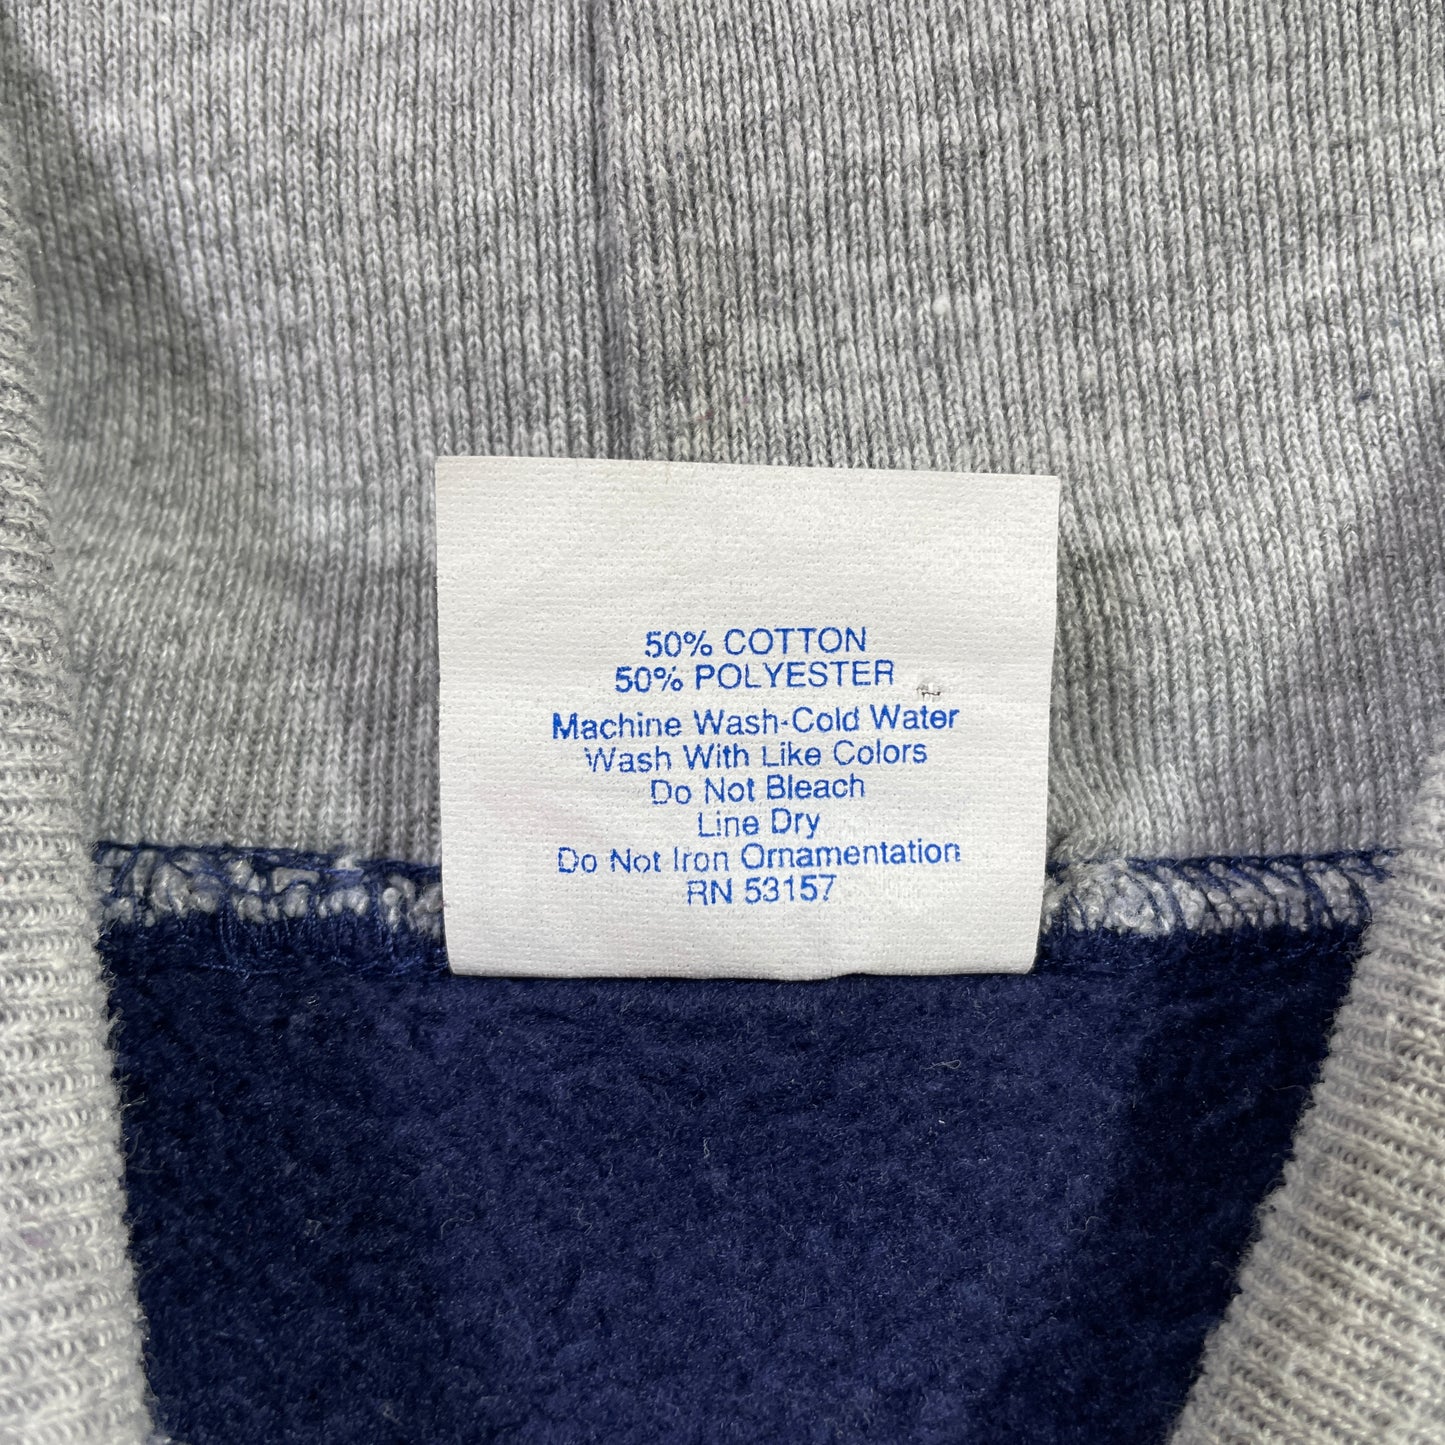 50% COTTON
50% POLYESTER
Machine Wash-Cold Water
Wash With Like Colors
Do Not Bleach
Line Dry
Do Not Iron Ornamentation
RN 53157